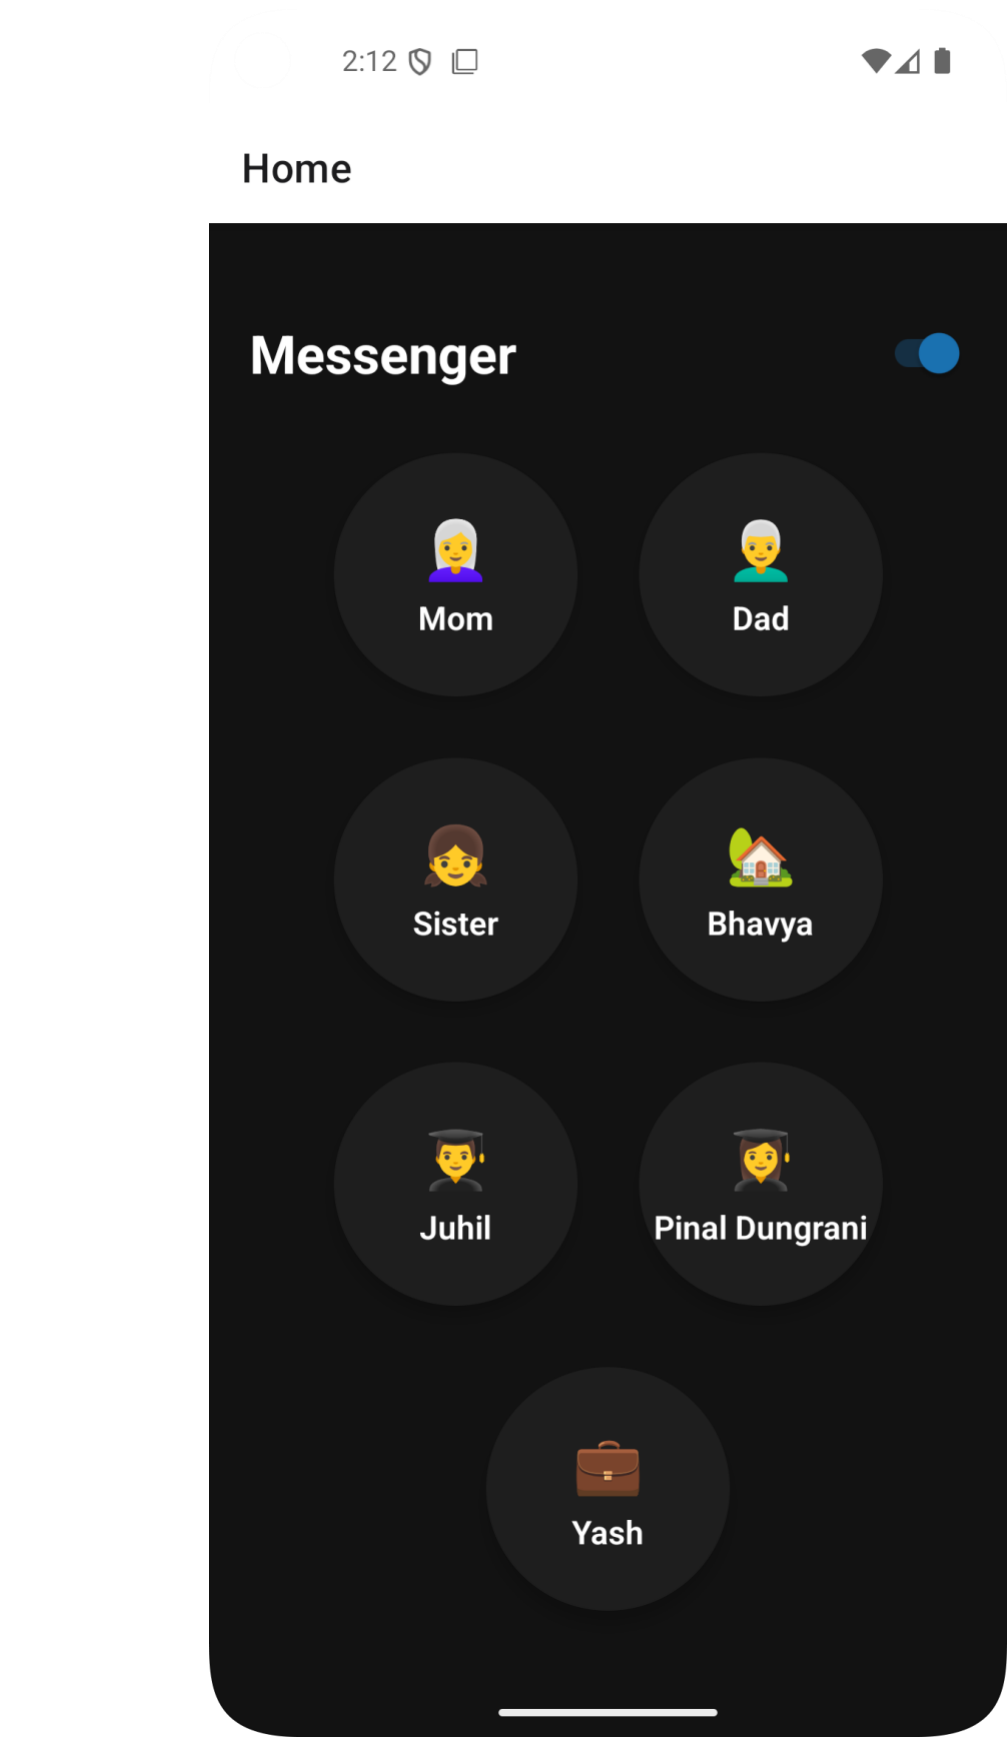 2:12
Home
Messenger
Mom
Dad
Sister
Bhavya
Juhil
Pinal Dungrani
Yash